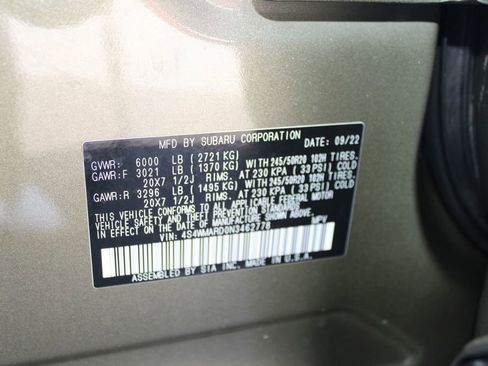 MFD BY SUBARU CORPORATION DATE: 09/22
GVWR: 6000 LB ( 2721 KG)
GAWR:F 3021 LB ( 1370 KG) WITH 245/50R20 102H TIRES.
20X7 1/2J RIMS. AT 230 KPA ( 33 PSI) COLD
GAWR:R 3296 LB ( 1495 KG) WITH 245/50R20 102H TIRES.
20X7 1/2J RIMS. AT 230 KPA ( 33 PSI) COLD
THIS VEHICLE CONFORMS TO ALL APPLICABLE FEDERAL MOTOR
VEHICLE SAFETY AND THEFT PREVENTION STANDARDS
IN EFFECT ON THE DATE OF MANUFACTURE SHOWN ABOVE.
VIN: 4S4WMARD0N3462779 MPV
ASSEMBLED BY SIA INC. IN U.S.A.